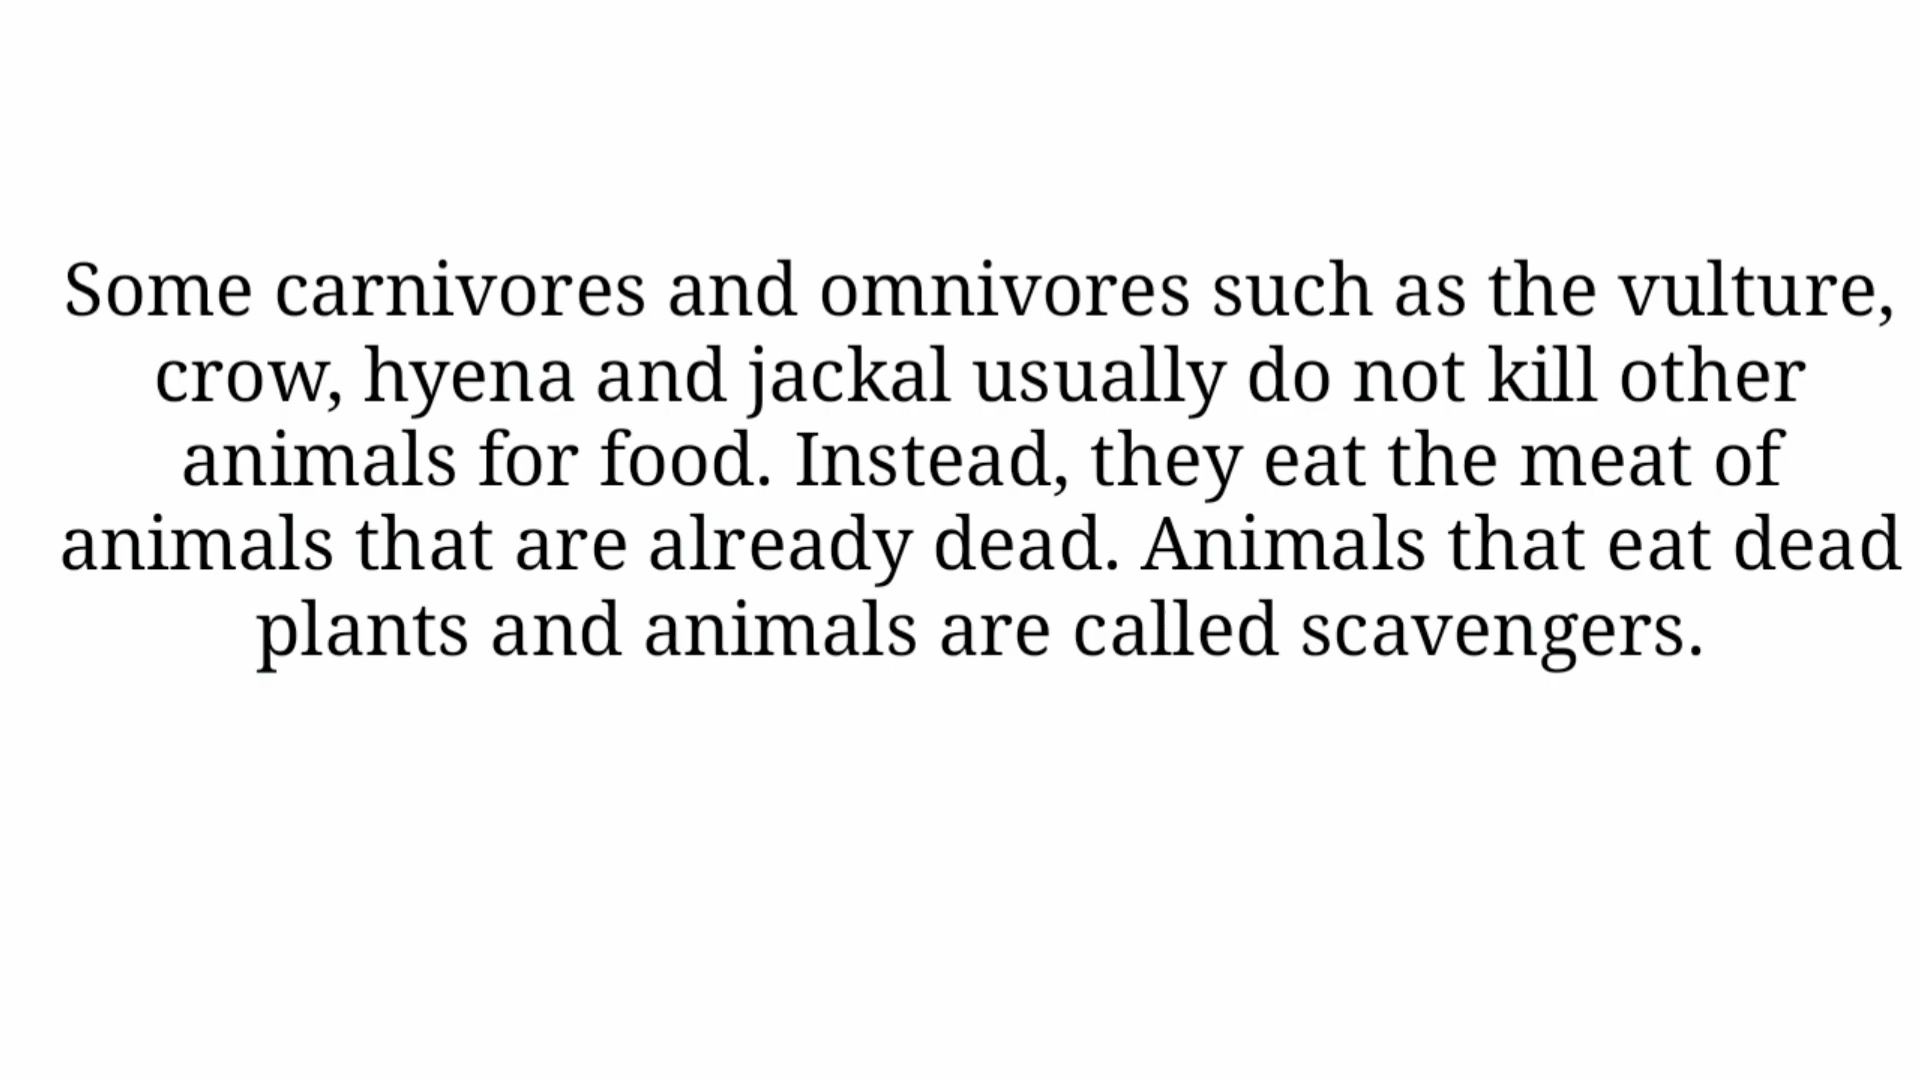 Some carnivores and omnivores such as the vulture,
crow, hyena and jackal usually do not kill other
animals for food. Instead, they eat the meat of
animals that are already dead. Animals that eat dead
plants and animals are called scavengers.